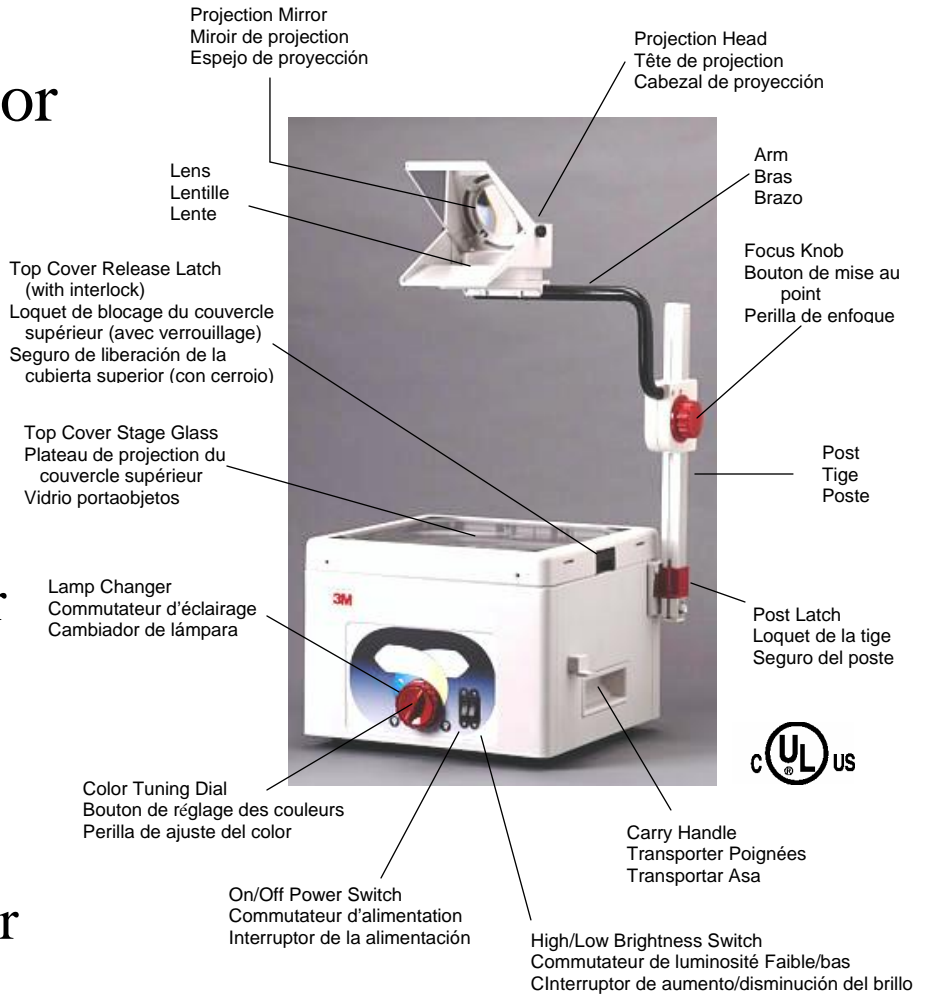 Projection Mirror
Miroir de projection
Espejo de proyección
Projection Head
Tête de projection
Cabezal de proyección
or
Lens
Lentille
Lente
Arm
Bras
Brazo
Top Cover Release Latch
(with interlock)
Loquet de blocage du couvercle
supérieur (avec verrouillage)
Seguro de liberación de la
cubierta superior (con cerrojo)
Focus Knob
Bouton de mise au
point
Perilla de enfoque
Top Cover Stage Glass
Plateau de projection du
couvercle supérieur
Vidrio portaobjetos
Post
Tige
Poste
r
Lamp Changer
Commutateur d'éclairage
Cambiador de lámpara
3M
Post Latch
Loquet de la tige
Seguro del poste
C UL ® US
Color Tuning Dial
Bouton de réglage des couleurs
Perilla de ajuste del color
Carry Handle
Transporter Poignées
Transportar Asa
r
On/Off Power Switch
Commutateur d'alimentation
Interruptor de la alimentación
High/Low Brightness Switch
Commutateur de luminosité Faible/bas
CInterruptor de aumento/disminución del brillo